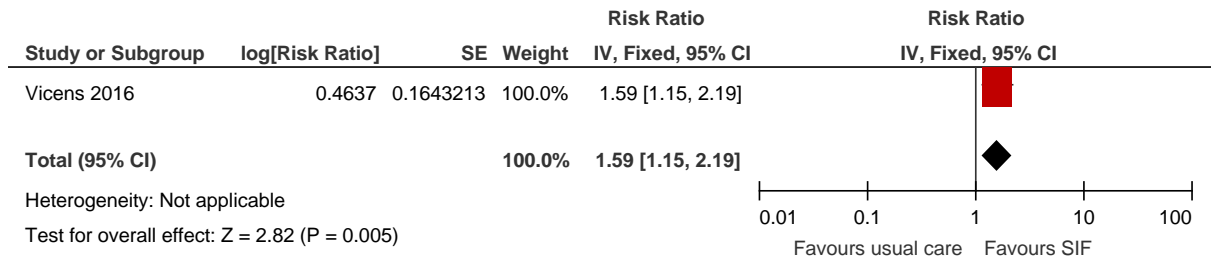 Risk Ratio Risk Ratio
Study or Subgroup log[Risk Ratio] SE Weight IV, Fixed, 95% CI IV, Fixed, 95% CI
Vicens 2016 0.4637 0.1643213 100.0% 1.59 [1.15, 2.19]
Total (95% CI) 100.0% 1.59 [1.15, 2.19]
Heterogeneity: Not applicable
Test for overall effect: Z = 2.82 (P = 0.005)
0.01 0.1 1 10 100
Favours usual care Favours SIF